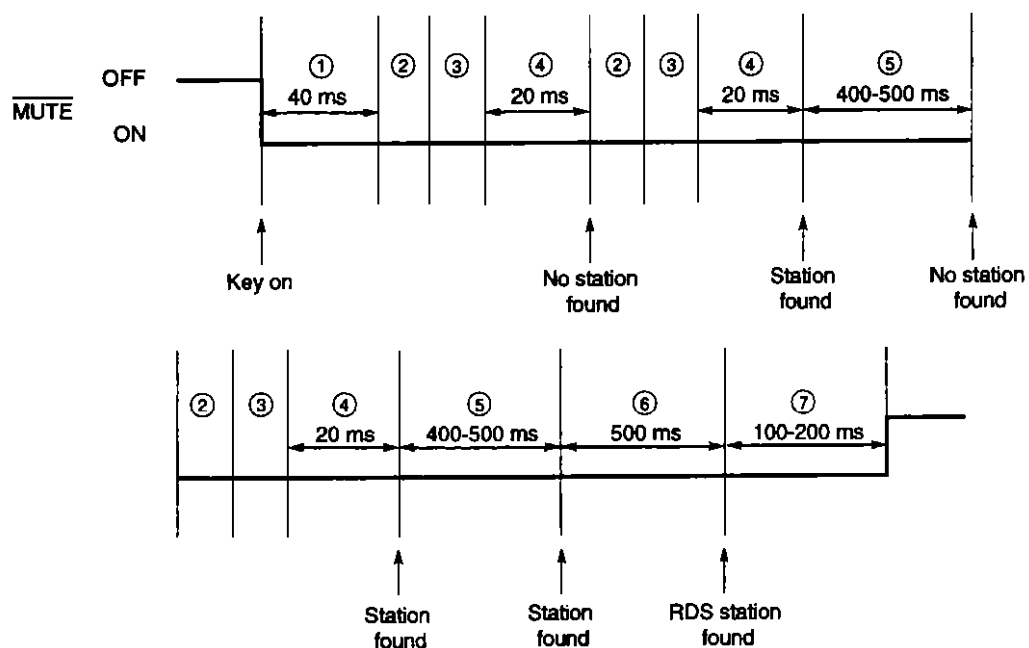 ① ② ③ ④ ② ③ ④ ⑤
OFF
40 ms 20 ms 20 ms 400-500 ms
MUTE
ON
Key on
No station
found
Station
found
No station
found
② ③ ④ ⑤ ⑥ ⑦
20 ms 400-500 ms 500 ms 100-200 ms
Station
found
Station
found
RDS station
found